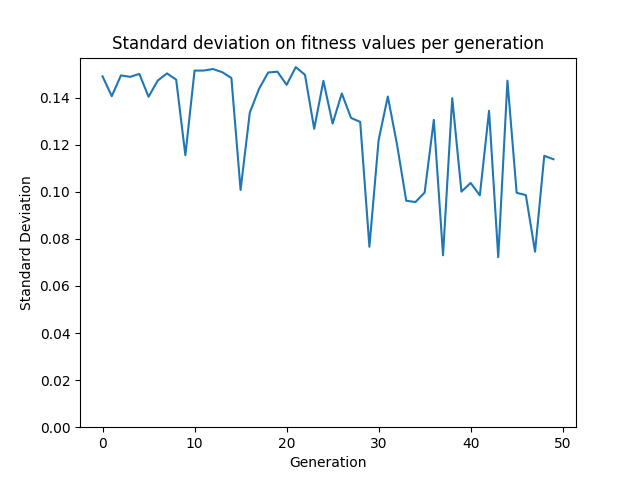 Standard deviation on fitness values per generation
Standard Deviation
0.14
0.12
0.10
0.08
0.06
0.04
0.02
0.00
0 10 20 30 40 50
Generation